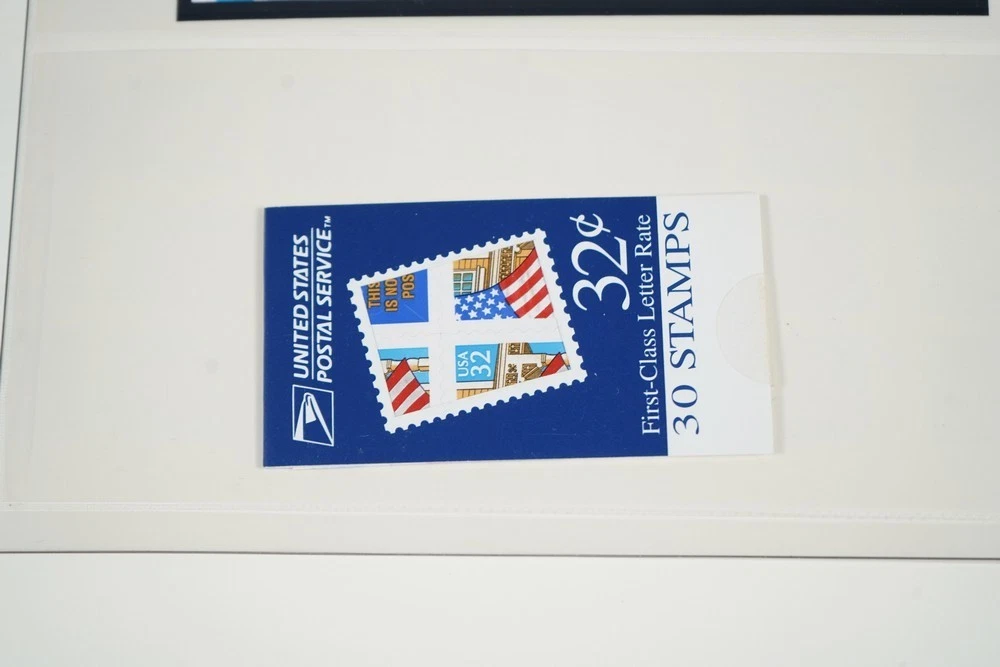 UNITED STATES
POSTAL SERVICE™
THIS
IS NO
POS
USA
32
32¢
First-Class Letter Rate
30 STAMPS